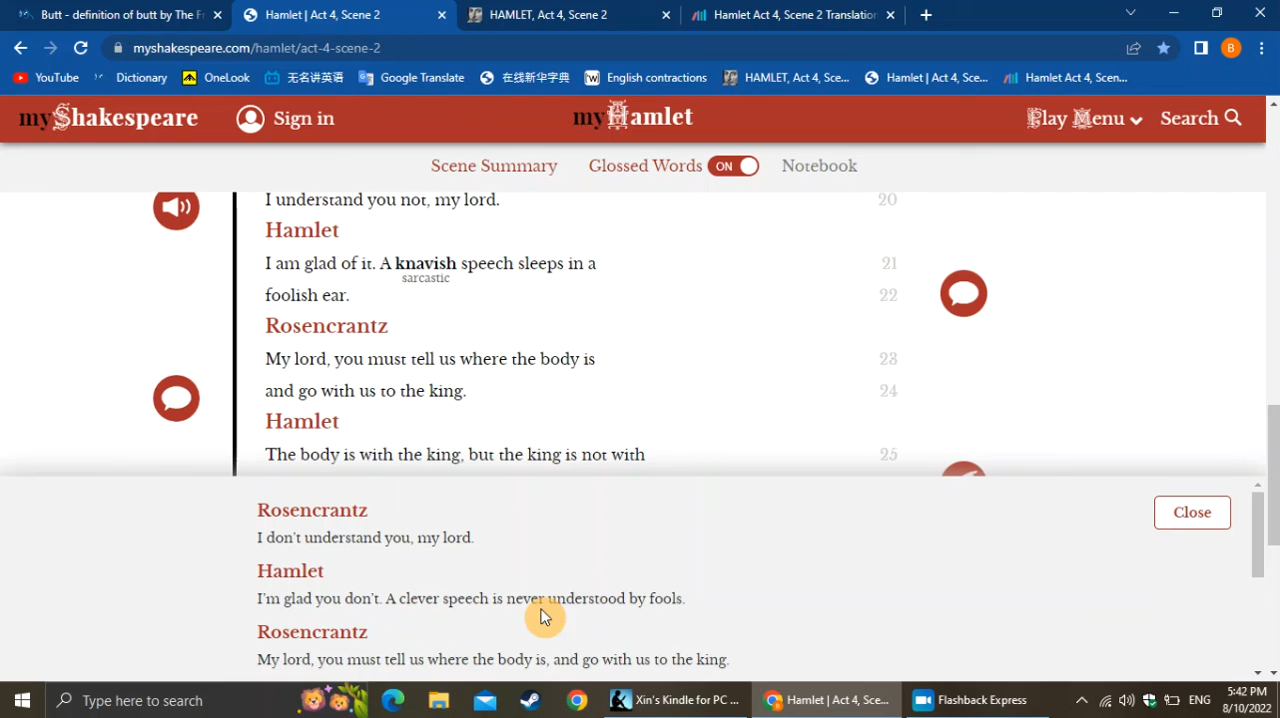 Butt - definition of butt by The Fr
Hamlet | Act 4, Scene 2
HAMLET, Act 4, Scene 2
Hamlet Act 4, Scene 2 Translation
myshakespeare.com/hamlet/act-4-scene-2
B
YouTube
Dictionary
OneLook
无名讲英语
Google Translate
在线新华字典
English contractions
HAMLET, Act 4, Sce...
Hamlet | Act 4, Sce...
Hamlet Act 4, Scen...
myShakespeare
Sign in
myHamlet
Play Menu
Search
Scene Summary
Glossed Words ON
Notebook
I understand you not, my lord. 20
Hamlet
I am glad of it. A knavish speech sleeps in a 21
sarcastic
foolish ear. 22
Rosencrantz
My lord, you must tell us where the body is 23
and go with us to the king. 24
Hamlet
The body is with the king, but the king is not with 25
Rosencrantz
Close
I don't understand you, my lord.
Hamlet
I'm glad you don't. A clever speech is never understood by fools.
Rosencrantz
My lord, you must tell us where the body is, and go with us to the king.
Type here to search
Xin's Kindle for PC ...
Hamlet | Act 4, Sce...
Flashback Express
ENG
5:42 PM
8/10/2022